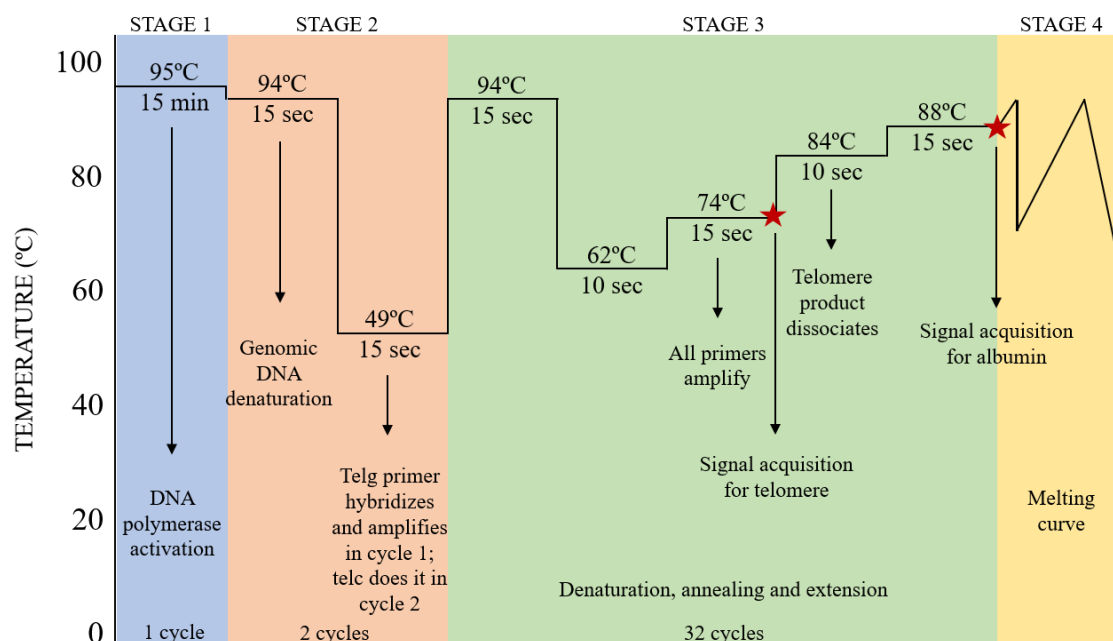 STAGE 1
STAGE 2
STAGE 3
STAGE 4
TEMPERATURE (ºC)
100
80
60
40
20
0
95ºC
15 min
DNA
polymerase
activation
1 cycle
94ºC
15 sec
Genomic
DNA
denaturation
49ºC
15 sec
Telg primer
hybridizes
and amplifies
in cycle 1;
telc does it in
cycle 2
2 cycles
94ºC
15 sec
62ºC
10 sec
74ºC
15 sec
All primers
amplify
Signal acquisition
for telomere
84ºC
10 sec
Telomere
product
dissociates
88ºC
15 sec
Signal acquisition
for albumin
Denaturation, annealing and extension
32 cycles
Melting
curve